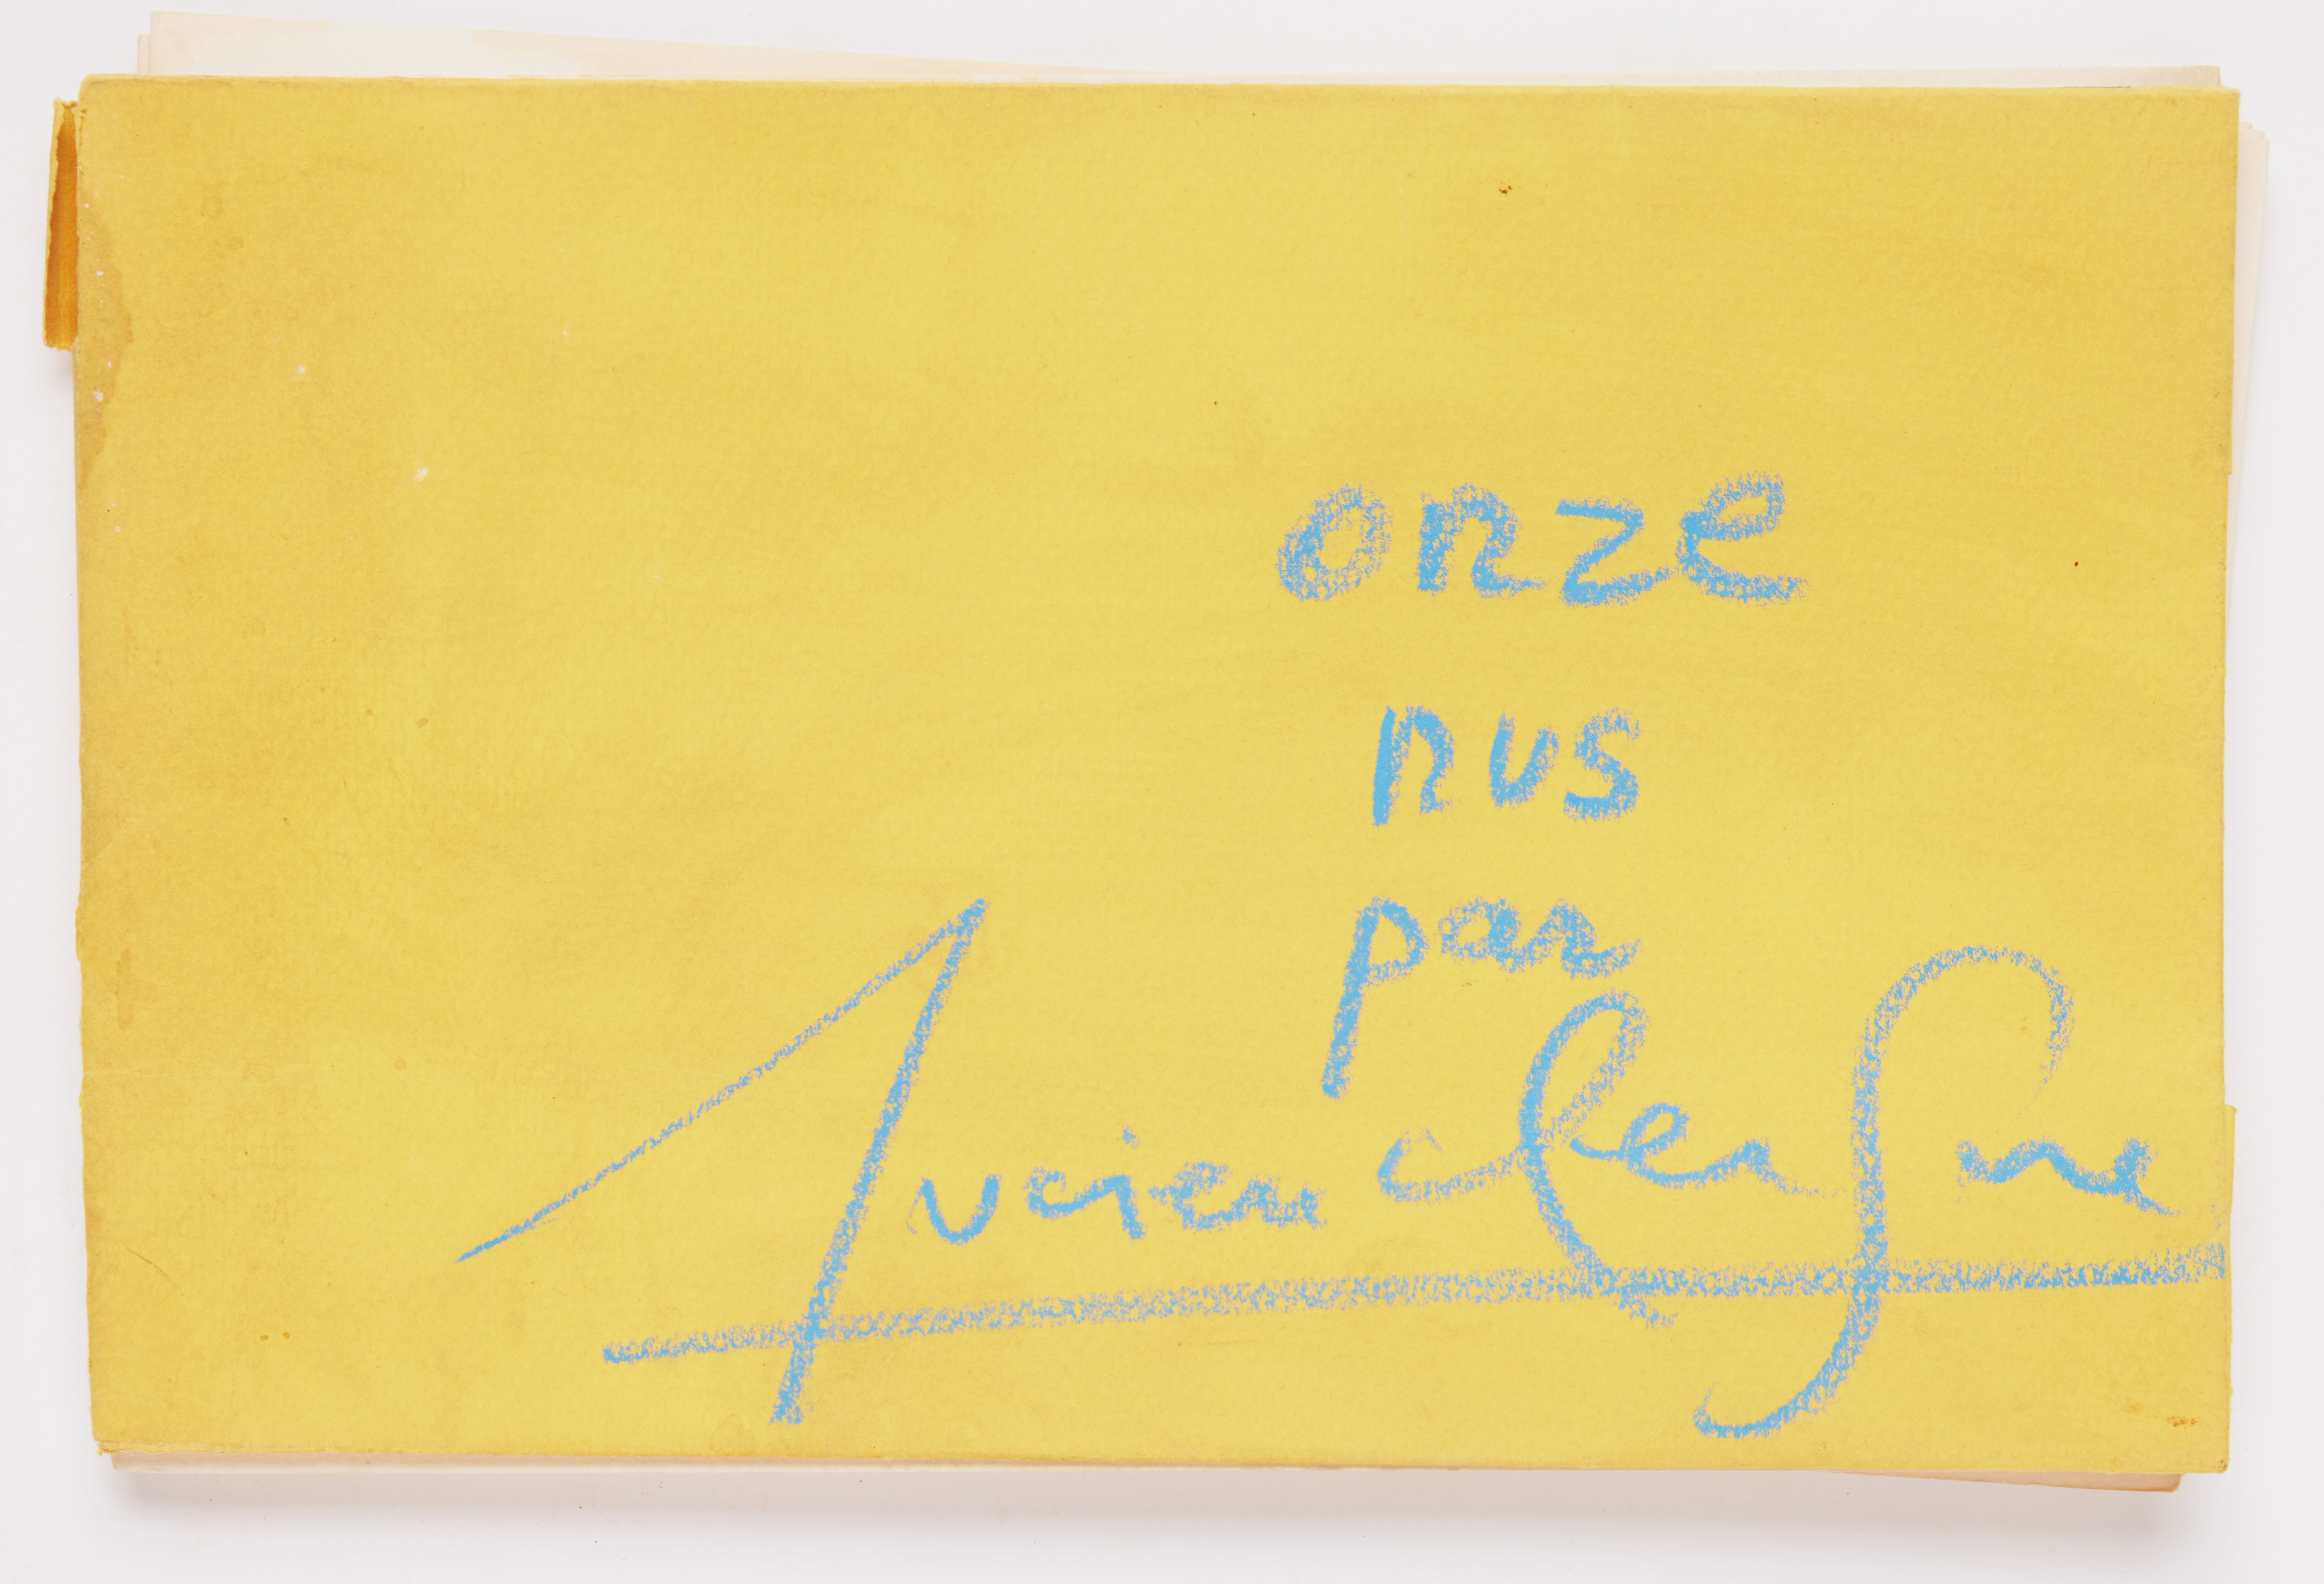 onze
nus
par
lucien clergue